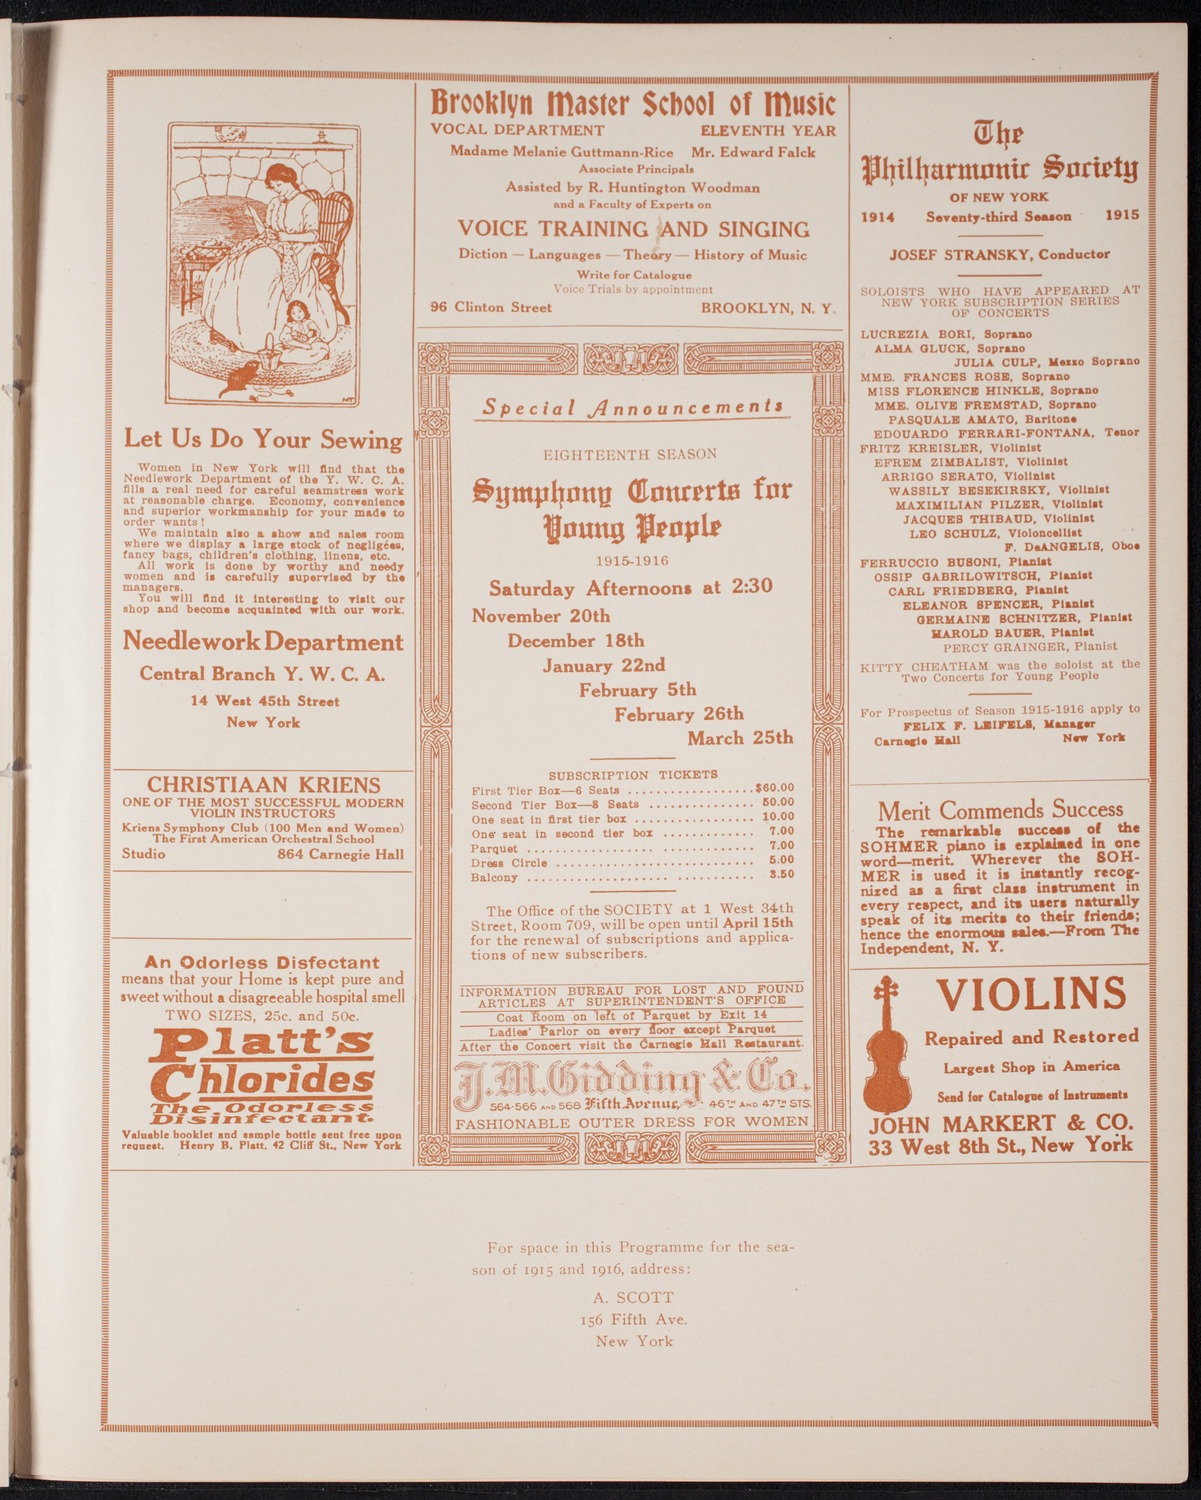 Let Us Do Your Sewing
Women in New York will find that the
Needlework Department of the Y. W. C. A.
fills a real need for careful seamstress work
at reasonable charge. Economy, convenience
and superior workmanship for your made to
order wants!
We maintain also a show and sales room
where we display a large stock of negligées,
fancy bags, children's clothing, linens, etc.
All work is done by worthy and needy
women and is carefully supervised by the
managers.
You will find it interesting to visit our
shop and become acquainted with our work.
Needlework Department
Central Branch Y. W. C. A.
14 West 45th Street
New York
CHRISTIAAN KRIENS
ONE OF THE MOST SUCCESSFUL MODERN
VIOLIN INSTRUCTORS
Kriens Symphony Club (100 Men and Women)
The First American Orchestral School
Studio 864 Carnegie Hall
An Odorless Disfectant
means that your Home is kept pure and
sweet without a disagreeable hospital smell
TWO SIZES, 25c. and 50c.
Platt's
Chlorides
The Odorless
Disinfectant.
Valuable booklet and sample bottle sent free upon
request. Henry B. Platt, 42 Cliff St., New York
Brooklyn Master School of Music
VOCAL DEPARTMENT ELEVENTH YEAR
Madame Melanie Guttmann-Rice Mr. Edward Falck
Associate Principals
Assisted by R. Huntington Woodman
and a Faculty of Experts on
VOICE TRAINING AND SINGING
Diction — Languages — Theory — History of Music
Write for Catalogue
Voice Trials by appointment
96 Clinton Street BROOKLYN, N. Y.
Special Announcements
EIGHTEENTH SEASON
Symphony Concerts for
Young People
1915-1916
Saturday Afternoons at 2:30
November 20th
December 18th
January 22nd
February 5th
February 26th
March 25th
SUBSCRIPTION TICKETS
First Tier Box—6 Seats ..................$60.00
Second Tier Box—8 Seats ............... 50.00
One seat in first tier box ................. 10.00
One seat in second tier box ............. 7.00
Parquet .................................. 7.00
Dress Circle ............................. 5.00
Balcony .................... ........... 3.50
The Office of the SOCIETY at 1 West 34th
Street, Room 709, will be open until April 15th
for the renewal of subscriptions and applica-
tions of new subscribers.
INFORMATION BUREAU FOR LOST AND FOUND
ARTICLES AT SUPERINTENDENT'S OFFICE
Coat Room on left of Parquet by Exit 14
Ladies' Parlor on every floor except Parquet
After the Concert visit the Carnegie Hall Restaurant.
J.M. Gidding & Co.
564-566 AND 568 Fifth Avenue, 46TH AND 47TH STS.
FASHIONABLE OUTER DRESS FOR WOMEN
The
Philharmonic Society
OF NEW YORK
1914 Seventy-third Season 1915
JOSEF STRANSKY, Conductor
SOLOISTS WHO HAVE APPEARED AT
NEW YORK SUBSCRIPTION SERIES
OF CONCERTS
LUCREZIA BORI, Soprano
ALMA GLUCK, Soprano
JULIA CULP, Mezzo Soprano
MME. FRANCES ROSE, Soprano
MISS FLORENCE HINKLE, Soprano
MME. OLIVE FREMSTAD, Soprano
PASQUALE AMATO, Baritone
EDOUARDO FERRARI-FONTANA, Tenor
FRITZ KREISLER, Violinist
EFREM ZIMBALIST, Violinist
ARRIGO SERATO, Violinist
WASSILY BESEKIRSKY, Violinist
MAXIMILIAN PILZER, Violinist
JACQUES THIBAUD, Violinist
LEO SCHULZ, Violoncellist
F. DeANGELIS, Oboe
FERRUCCIO BUSONI, Pianist
OSSIP GABRILOWITSCH, Pianist
CARL FRIEDBERG, Pianist
ELEANOR SPENCER, Pianist
GERMAINE SCHNITZER, Pianist
HAROLD BAUER, Pianist
PERCY GRAINGER, Pianist
KITTY CHEATHAM was the soloist at the
Two Concerts for Young People
For Prospectus of Season 1915-1916 apply to
FELIX F. LEIFELS, Manager
Carnegie Hall New York
Merit Commends Success
The remarkable success of the
SOHMER piano is explained in one
word—merit. Wherever the SOH-
MER is used it is instantly recog-
nized as a first class instrument in
every respect, and its users naturally
speak of its merits to their friends;
hence the enormous sales.—From The
Independent, N. Y.
VIOLINS
Repaired and Restored
Largest Shop in America
Send for Catalogue of Instruments
JOHN MARKERT & CO.
33 West 8th St., New York
For space in this Programme for the sea-
son of 1915 and 1916, address:
A. SCOTT
156 Fifth Ave.
New York